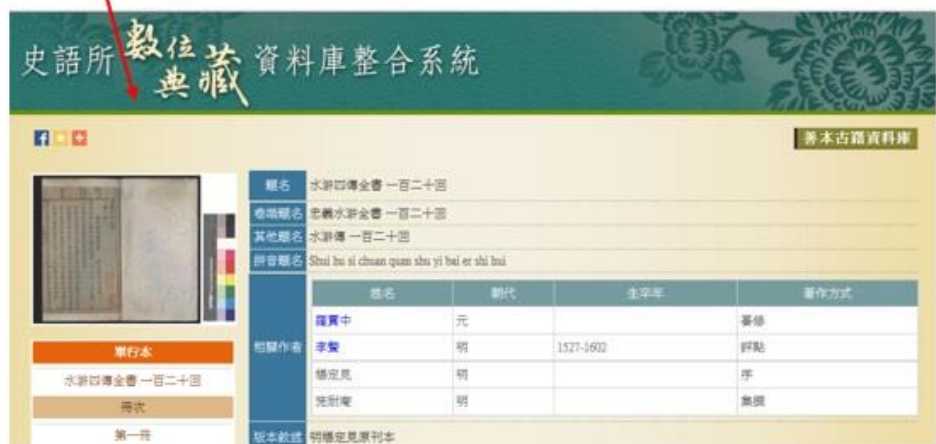 史語所 數位典藏 資料庫整合系統
善本古籍資料庫
題名 水滸四傳全書 一百二十回
卷端題名 忠義水滸全書 一百二十回
其他題名 水滸傳 一百二十回
拼音題名 Shui hu si chuan quan shu yi bai er shi hui
相關作者
姓名 朝代 生卒年 著作方式
羅貫中 元 纂修
李贄 明 1527-1602 評點
楊定見 明 序
施耐庵 明 集撰
版本敘述 明楊定見原刊本
單行本
水滸四傳全書 一百二十回
冊次
第一冊